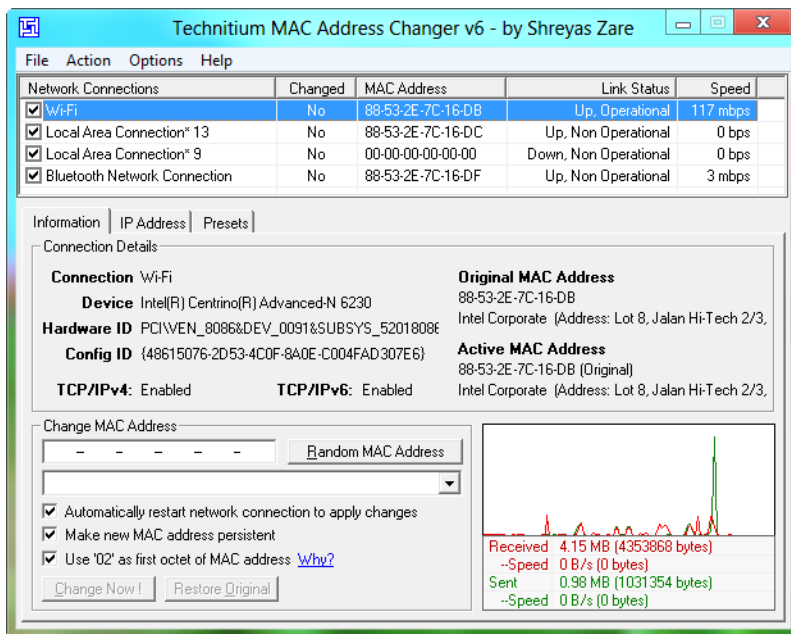 Technitium MAC Address Changer v6 - by Shreyas Zare
File Action Options Help
Network Connections Changed MAC Address Link Status Speed
Wi-Fi No 88-53-2E-7C-16-DB Up, Operational 117 mbps
Local Area Connection* 13 No 88-53-2E-7C-16-DC Up, Non Operational 0 bps
Local Area Connection* 9 No 00-00-00-00-00-00 Down, Non Operational 0 bps
Bluetooth Network Connection No 88-53-2E-7C-16-DF Up, Non Operational 3 mbps
Information IP Address Presets
Connection Details
Connection Wi-Fi
Device Intel(R) Centrino(R) Advanced-N 6230
Hardware ID PCI\VEN_8086&DEV_0091&SUBSYS_52018086
Config ID {48615076-2D53-4C0F-8A0E-C004FAD307E6}
TCP/IPv4: Enabled TCP/IPv6: Enabled
Original MAC Address
88-53-2E-7C-16-DB
Intel Corporate (Address: Lot 8, Jalan Hi-Tech 2/3,
Active MAC Address
88-53-2E-7C-16-DB (Original)
Intel Corporate (Address: Lot 8, Jalan Hi-Tech 2/3,
Change MAC Address
- - - - - Random MAC Address
Automatically restart network connection to apply changes
Make new MAC address persistent
Use '02' as first octet of MAC address Why?
Change Now ! Restore Original
Received 4.15 MB (4353868 bytes)
--Speed 0 B/s (0 bytes)
Sent 0.98 MB (1031354 bytes)
--Speed 0 B/s (0 bytes)